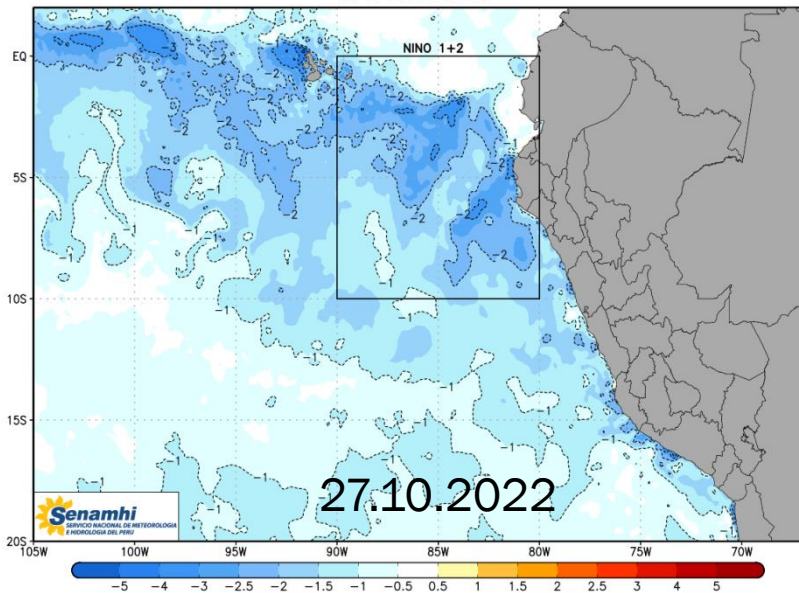 NINO 1+2
EQ
5S
10S
15S
20S
27.10.2022
Senamhi
SERVICIO NACIONAL DE METEOROLOGIA
E HIDROLOGIA DEL PERU
105W 100W 95W 90W 85W 80W 75W 70W
-5 -4 -3 -2.5 -2 -1.5 -1 -0.5 0.5 1 1.5 2 2.5 3 4 5